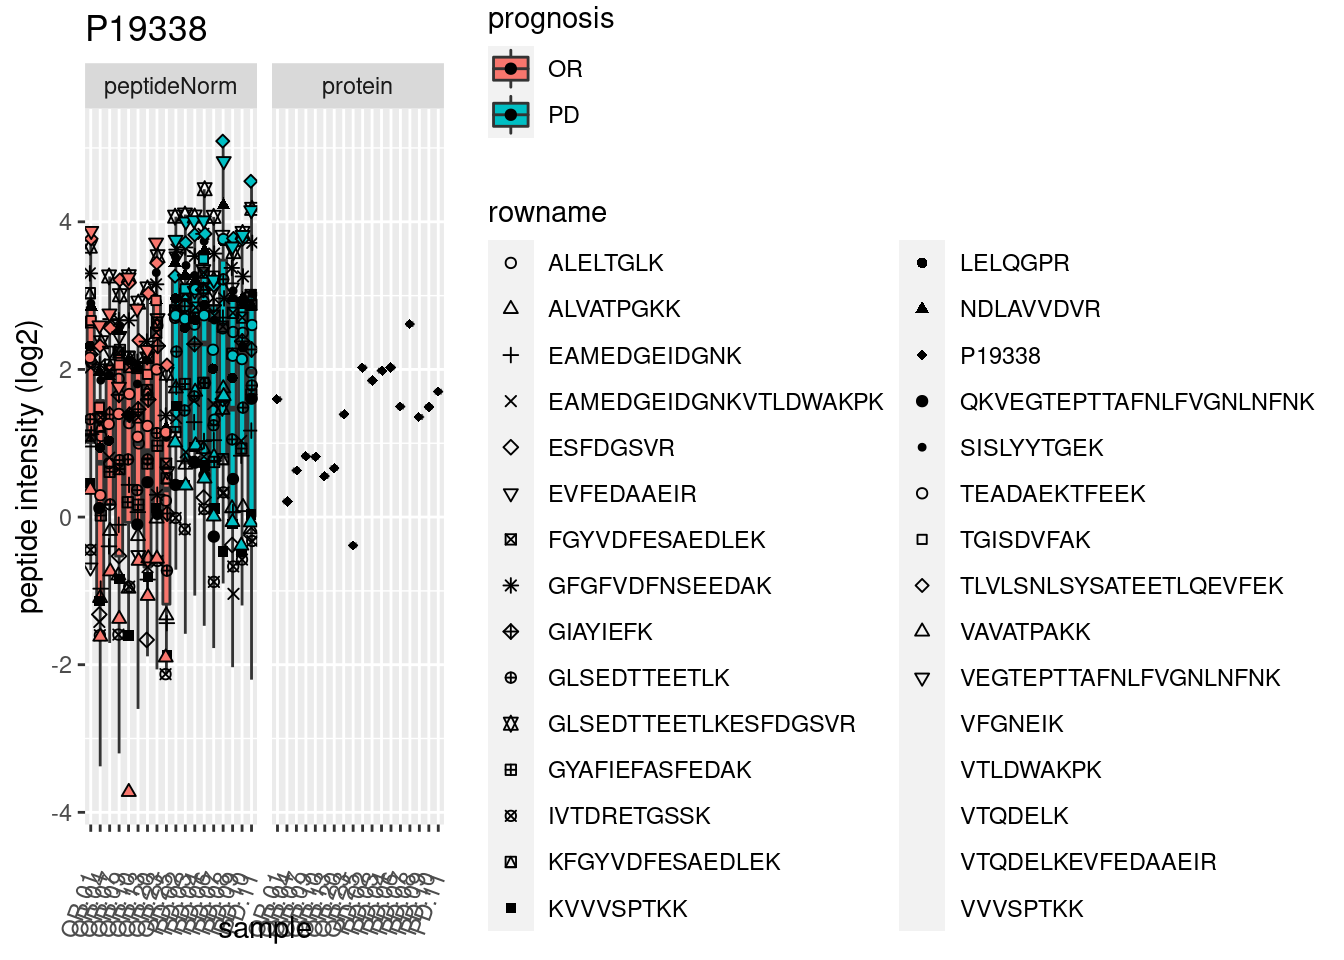 P19338
peptideNorm
protein
peptide intensity (log2)
4
2
0
-2
-4
sample
prognosis
OR
PD
rowname
ALELTGLK
ALVATPGKK
EAMEDGEIDGNK
EAMEDGEIDGNKVTLDWAKPK
ESFDGSVR
EVFEDAAEIR
FGYVDFESAEDLEK
GFGFVDFNSEEDAK
GIAYIEFK
GLSEDTTEETLK
GLSEDTTEETLKESFDGSVR
GYAFIEFASFEDAK
IVTDRETGSSK
KFGYVDFESAEDLEK
KVVVSPTKK
LELQGPR
NDLAVVDVR
P19338
QKVEGTEPTTAFNLFVGNLNFNK
SISLYYTGEK
TEADAEKTFEEK
TGISDVFAK
TLVLSNLSYSATEETLQEVFEK
VAVATPAKK
VEGTEPTTAFNLFVGNLNFNK
VFGNEIK
VTLDWAKPK
VTQDELK
VTQDELKEVFEDAAEIR
VVVSPTKK